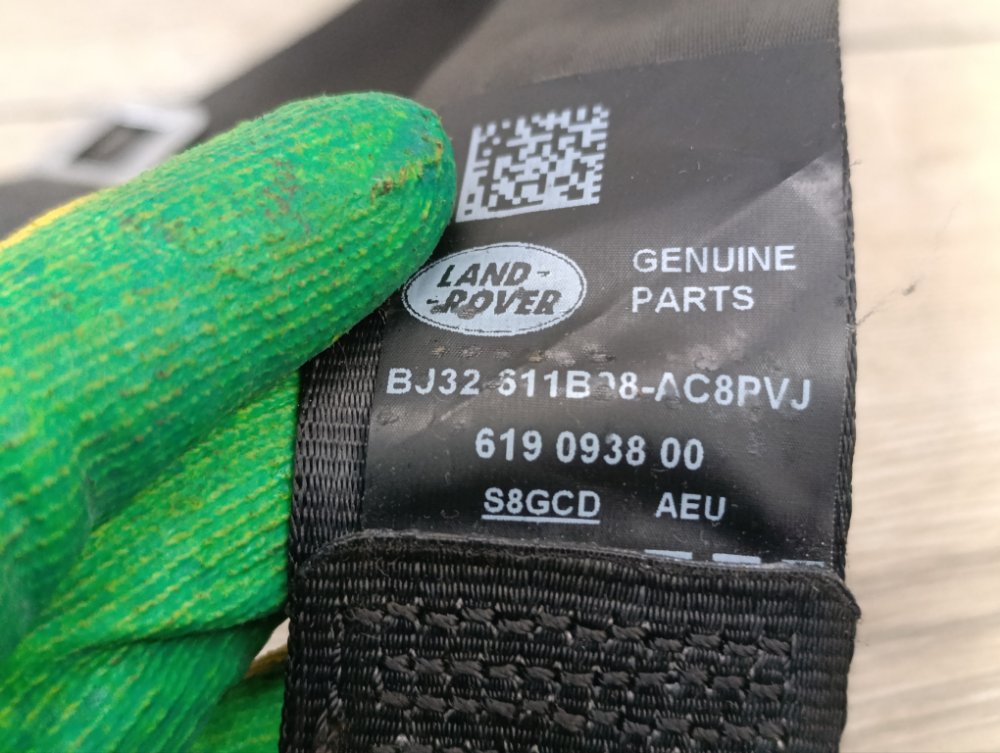 LAND-
-ROVER
GENUINE
PARTS
BJ32 611B08-AC8PVJ
619 0938 00
S8GCD AEU